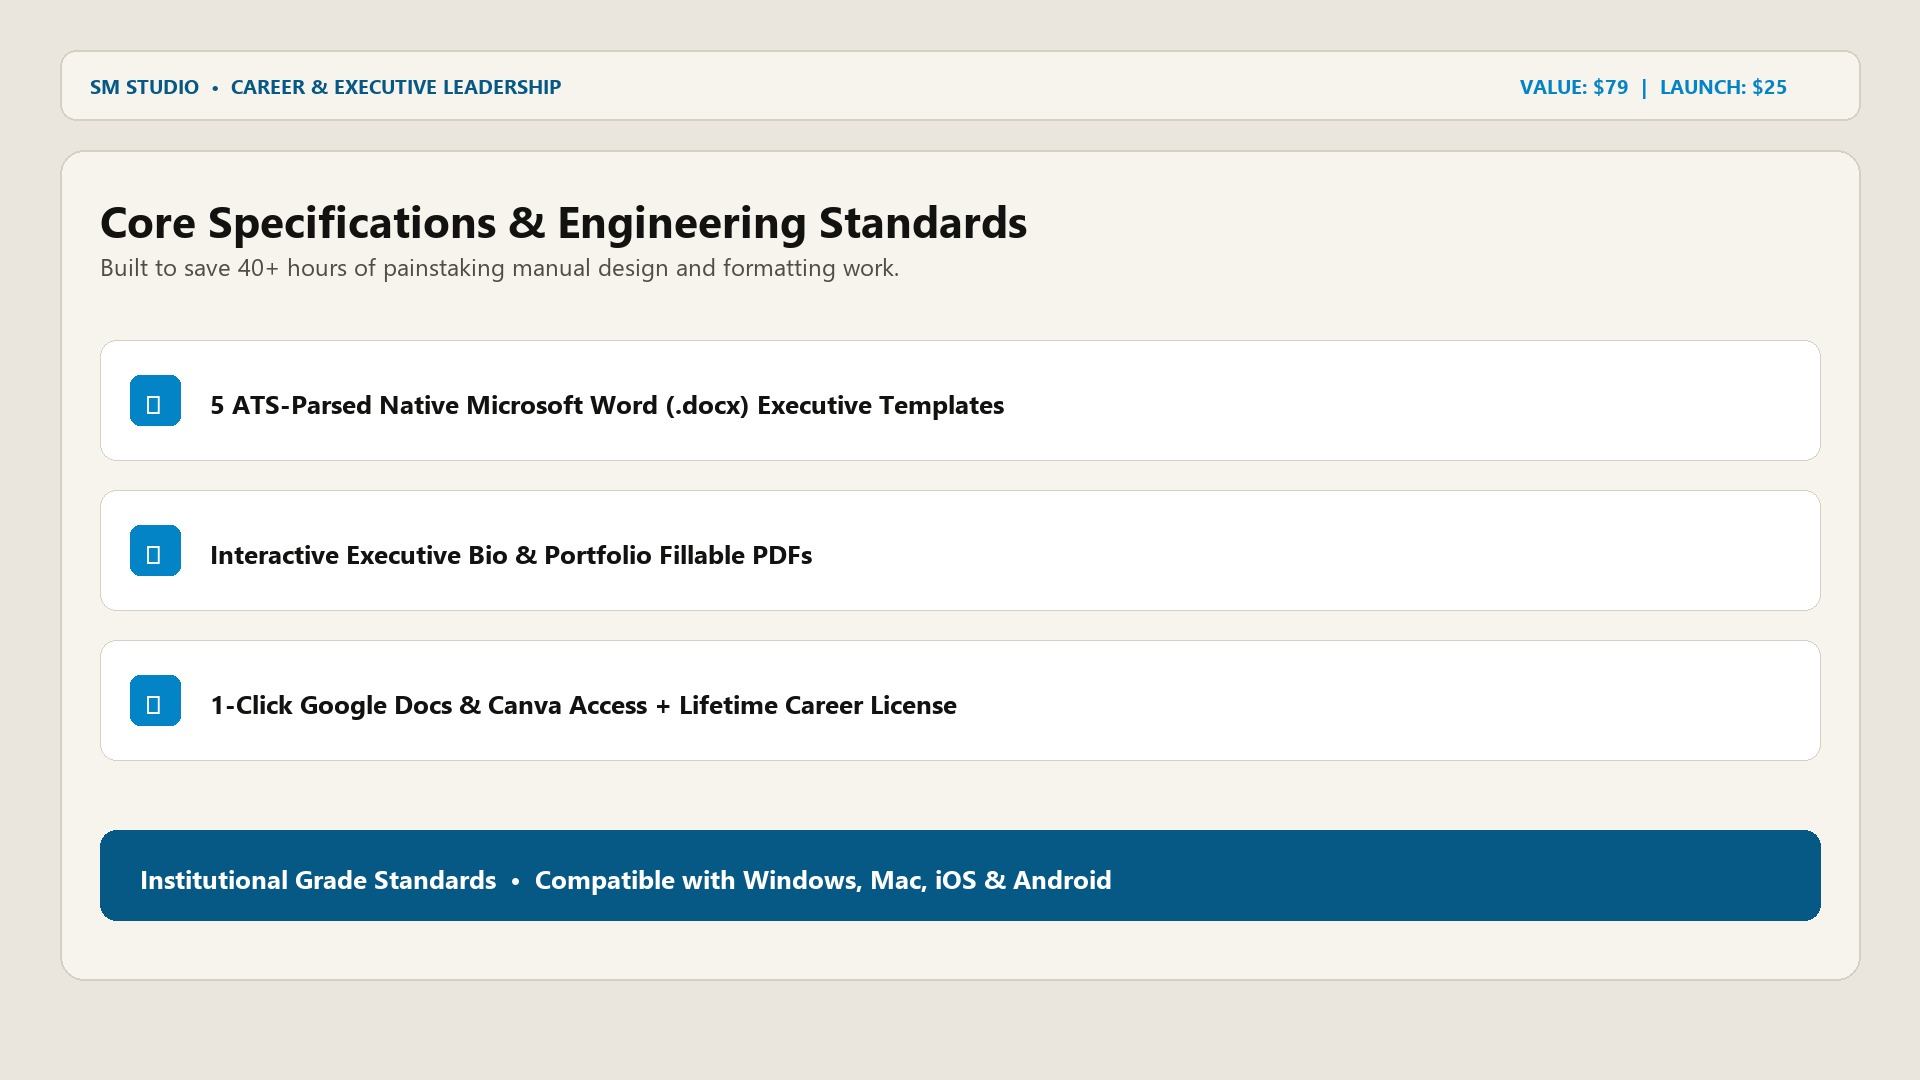 SM STUDIO • CAREER & EXECUTIVE LEADERSHIP
VALUE: $79 | LAUNCH: $25
Core Specifications & Engineering Standards
Built to save 40+ hours of painstaking manual design and formatting work.
5 ATS-Parsed Native Microsoft Word (.docx) Executive Templates
Interactive Executive Bio & Portfolio Fillable PDFs
1-Click Google Docs & Canva Access + Lifetime Career License
Institutional Grade Standards • Compatible with Windows, Mac, iOS & Android